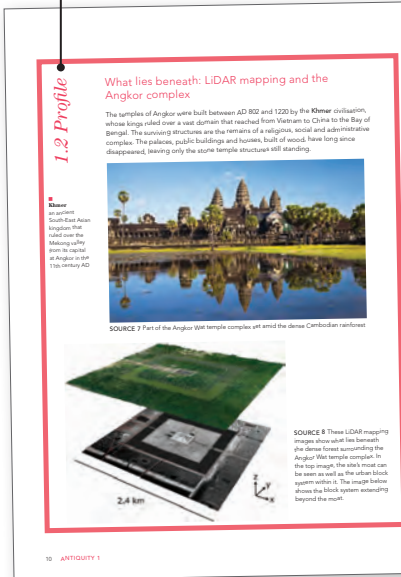 1.2 Profile
What lies beneath: LiDAR mapping and the
Angkor complex
The temples of Angkor were built between AD 802 and 1220 by the Khmer civilisation,
whose kings ruled over a vast domain that reached from Vietnam to China to the Bay of
Bengal. The surviving structures are the remains of a religious, social and administrative
complex. The palaces, public buildings and houses, built of wood, have long since
disappeared, leaving only the stone temple structures still standing.
Khmer
an ancient
South-East Asian
kingdom that
ruled over the
Mekong valley
from its capital
at Angkor in the
11th century AD
SOURCE 7 Part of the Angkor Wat temple complex set amid the dense Cambodian rainforest
SOURCE 8 These LiDAR mapping
images show what lies beneath
the dense forest surrounding the
Angkor Wat temple complex. In
the top image, the site's moat can
be seen as well as the urban block
system within it. The image below
shows the block system extending
beyond the moat.
2.4 km
z
y
x
10 ANTIQUITY 1